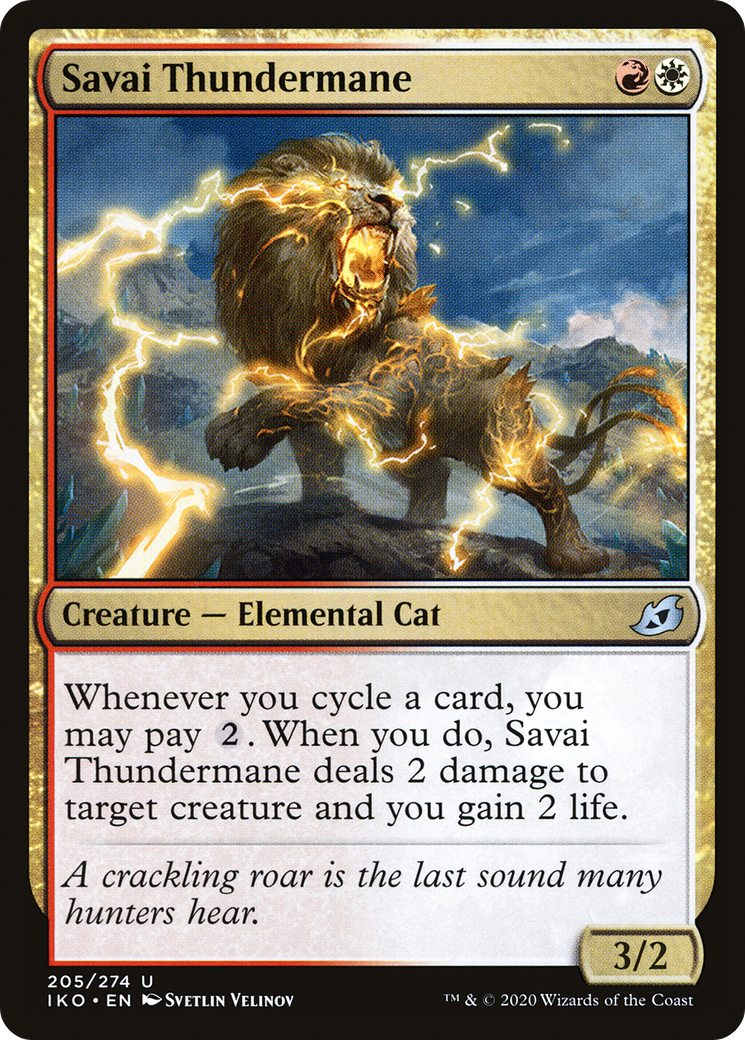 Savai Thundermane
Creature — Elemental Cat
Whenever you cycle a card, you
may pay 2. When you do, Savai
Thundermane deals 2 damage to
target creature and you gain 2 life.
A crackling roar is the last sound many
hunters hear.
3/2
205/274 U
IKO • EN Svetlin Velinov
™ & © 2020 Wizards of the Coast